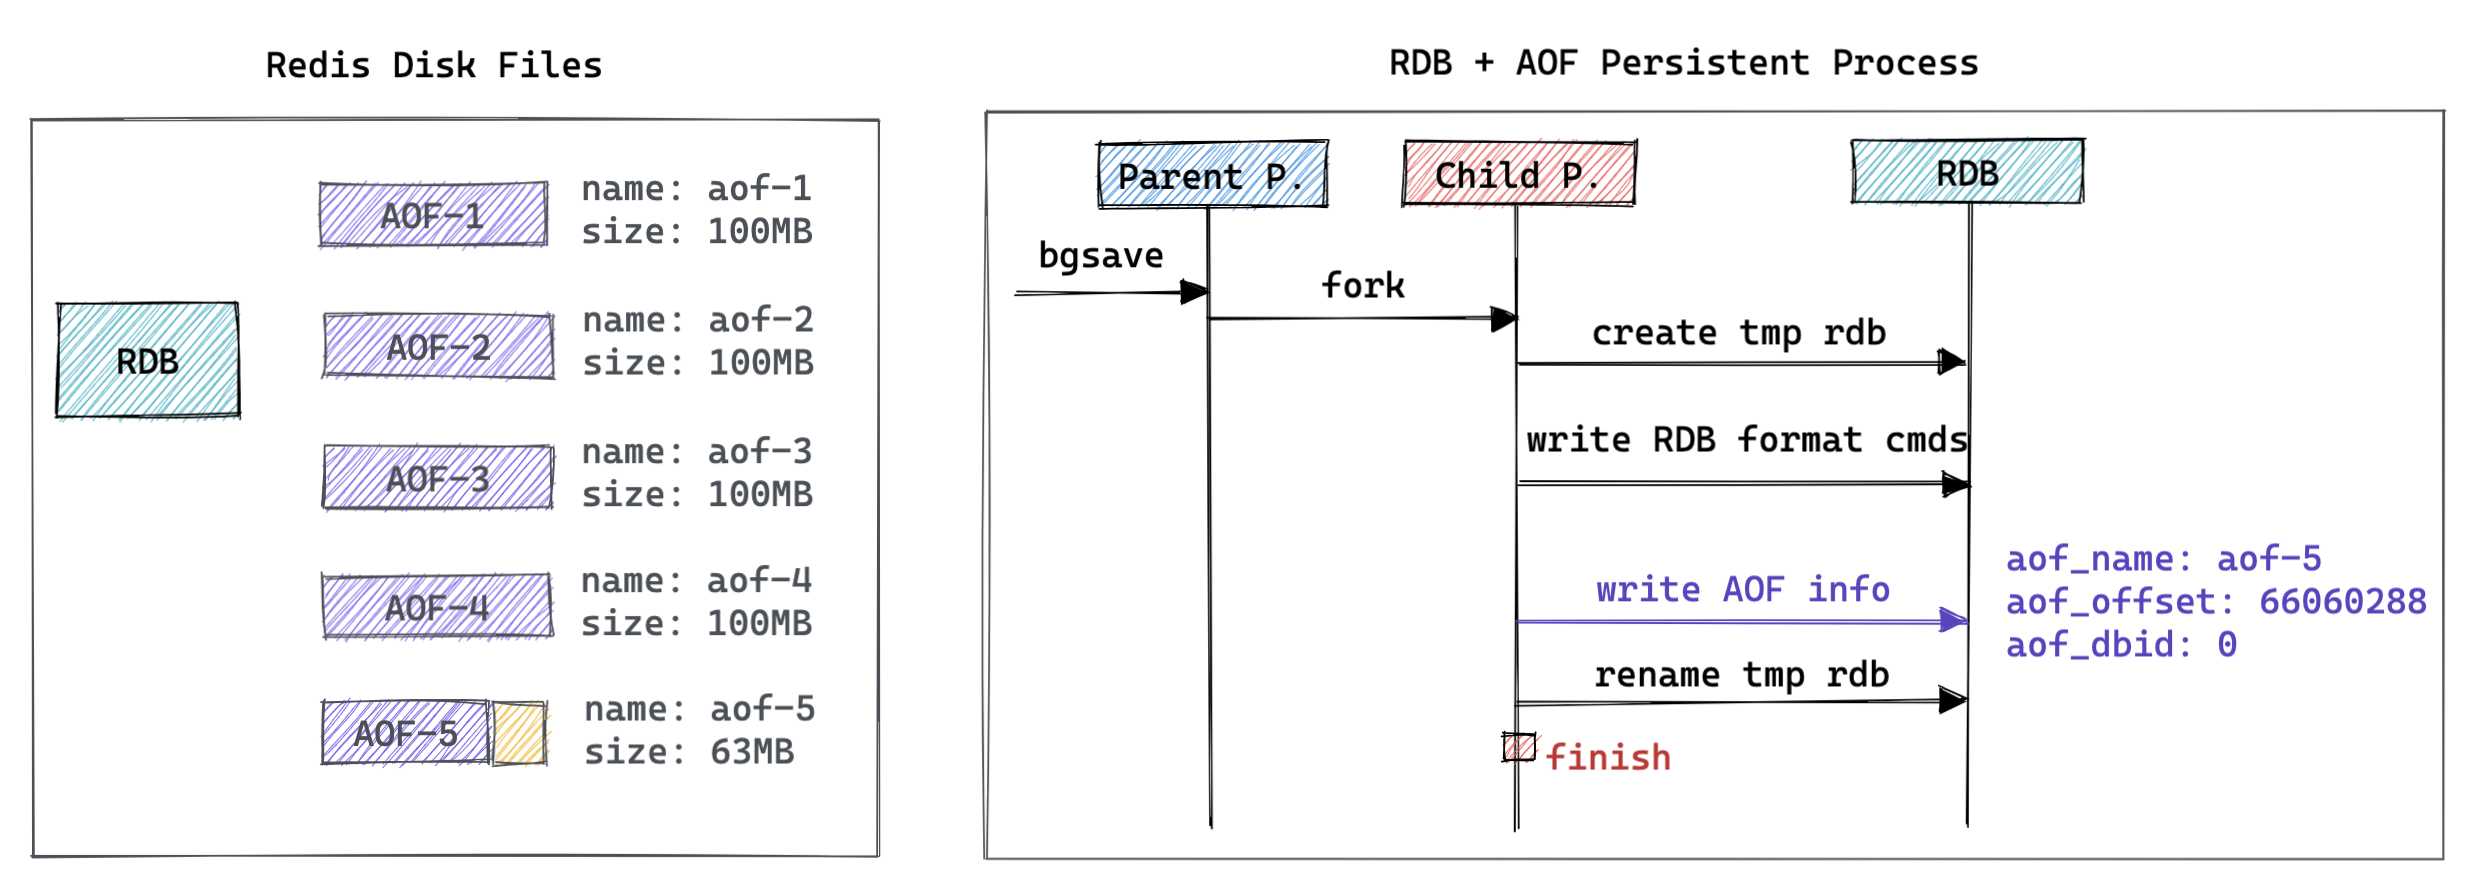 Redis Disk Files
RDB
AOF-1
name: aof-1
size: 100MB
AOF-2
name: aof-2
size: 100MB
AOF-3
name: aof-3
size: 100MB
AOF-4
name: aof-4
size: 100MB
AOF-5
name: aof-5
size: 63MB
RDB + AOF Persistent Process
Parent P.
Child P.
RDB
bgsave
fork
create tmp rdb
write RDB format cmds
write AOF info
aof_name: aof-5
aof_offset: 66060288
aof_dbid: 0
rename tmp rdb
finish